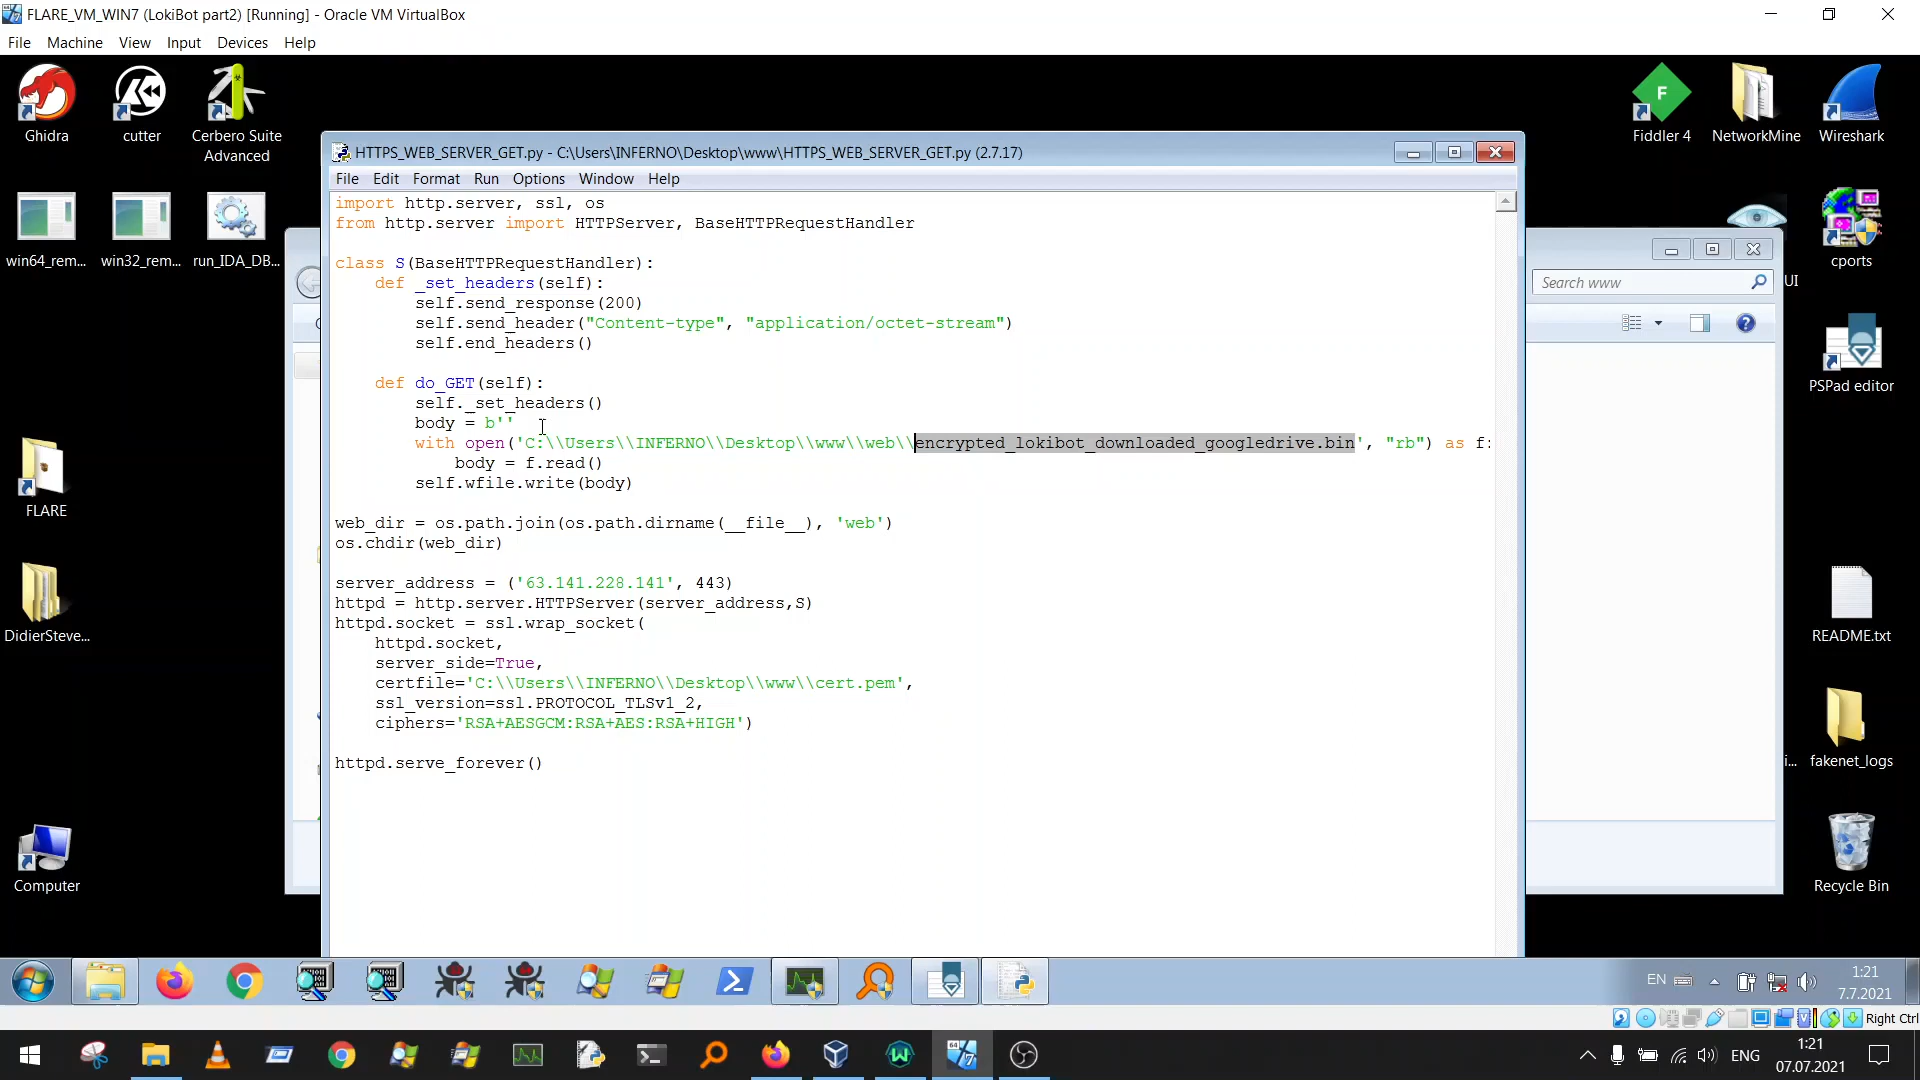 FLARE_VM_WIN7 (LokiBot part2) [Running] - Oracle VM VirtualBox
File Machine View Input Devices Help
Ghidra
cutter
Cerbero Suite
Advanced
F
Fiddler 4
NetworkMine
Wireshark
HTTPS_WEB_SERVER_GET.py - C:\Users\INFERNO\Desktop\www\HTTPS_WEB_SERVER_GET.py (2.7.17)
File Edit Format Run Options Window Help
import http.server, ssl, os
from http.server import HTTPServer, BaseHTTPRequestHandler
class S(BaseHTTPRequestHandler):
def _set_headers(self):
self.send_response(200)
self.send_header("Content-type", "application/octet-stream")
self.end_headers()
def do_GET(self):
self._set_headers()
body = b''
with open('C:\\Users\\INFERNO\\Desktop\\www\\web\\encrypted_lokibot_downloaded_googledrive.bin', "rb") as f:
body = f.read()
self.wfile.write(body)
web_dir = os.path.join(os.path.dirname(__file__), 'web')
os.chdir(web_dir)
server_address = ('63.141.228.141', 443)
httpd = http.server.HTTPServer(server_address,S)
httpd.socket = ssl.wrap_socket(
httpd.socket,
server_side=True,
certfile='C:\\Users\\INFERNO\\Desktop\\www\\cert.pem',
ssl_version=ssl.PROTOCOL_TLSv1_2,
ciphers='RSA+AESGCM:RSA+AES:RSA+HIGH')
httpd.serve_forever()
win64_rem...
win32_rem...
run_IDA_DB...
cports
UI
Search www
PSPad editor
FLARE
DidierSteve...
README.txt
i...
fakenet_logs
Computer
Recycle Bin
EN
1:21
7.7.2021
Right Ctrl
ENG
1:21
07.07.2021